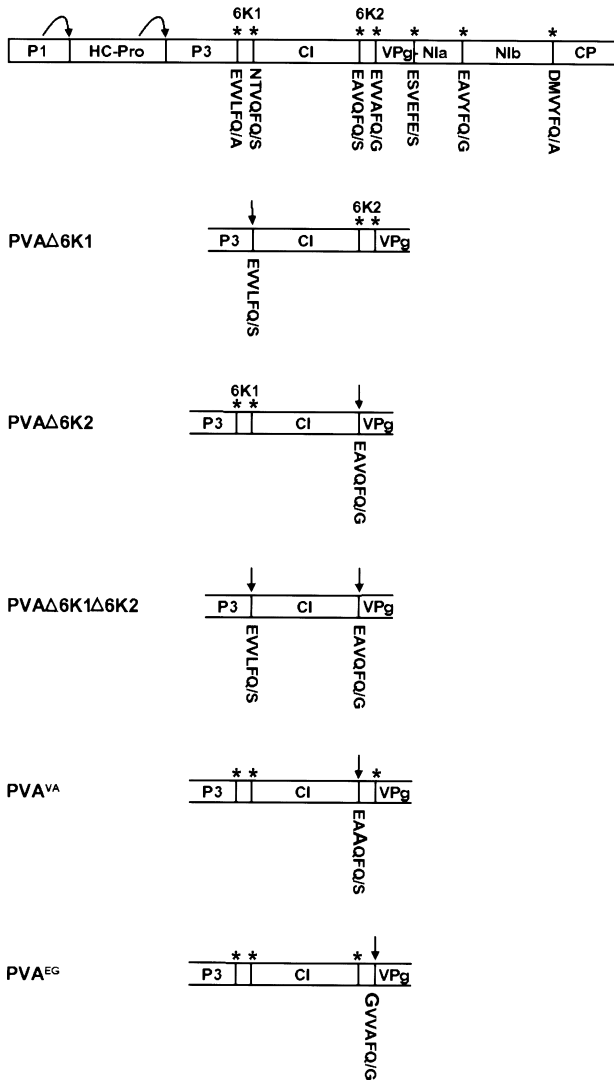 6K1 6K2
* * * * * * *
P1 HC-Pro P3 CI VPg-NIa NIb CP
EVVLFQ/A
NTVQFQ/S
EAVQFQ/S
EVVAFQ/G
ESVEFE/S
EAVYFQ/G
DMVYFQ/A
6K2
* *
PVAΔ6K1
P3 CI VPg
EVVLFQ/S
6K1
* *
PVAΔ6K2
P3 CI VPg
EAVQFQ/G
PVAΔ6K1Δ6K2
P3 CI VPg
EVVLFQ/S
EAVQFQ/G
* * *
PVAVA
P3 CI VPg
EAAQFQ/S
* * *
PVAEG
P3 CI VPg
GVVAFQ/G